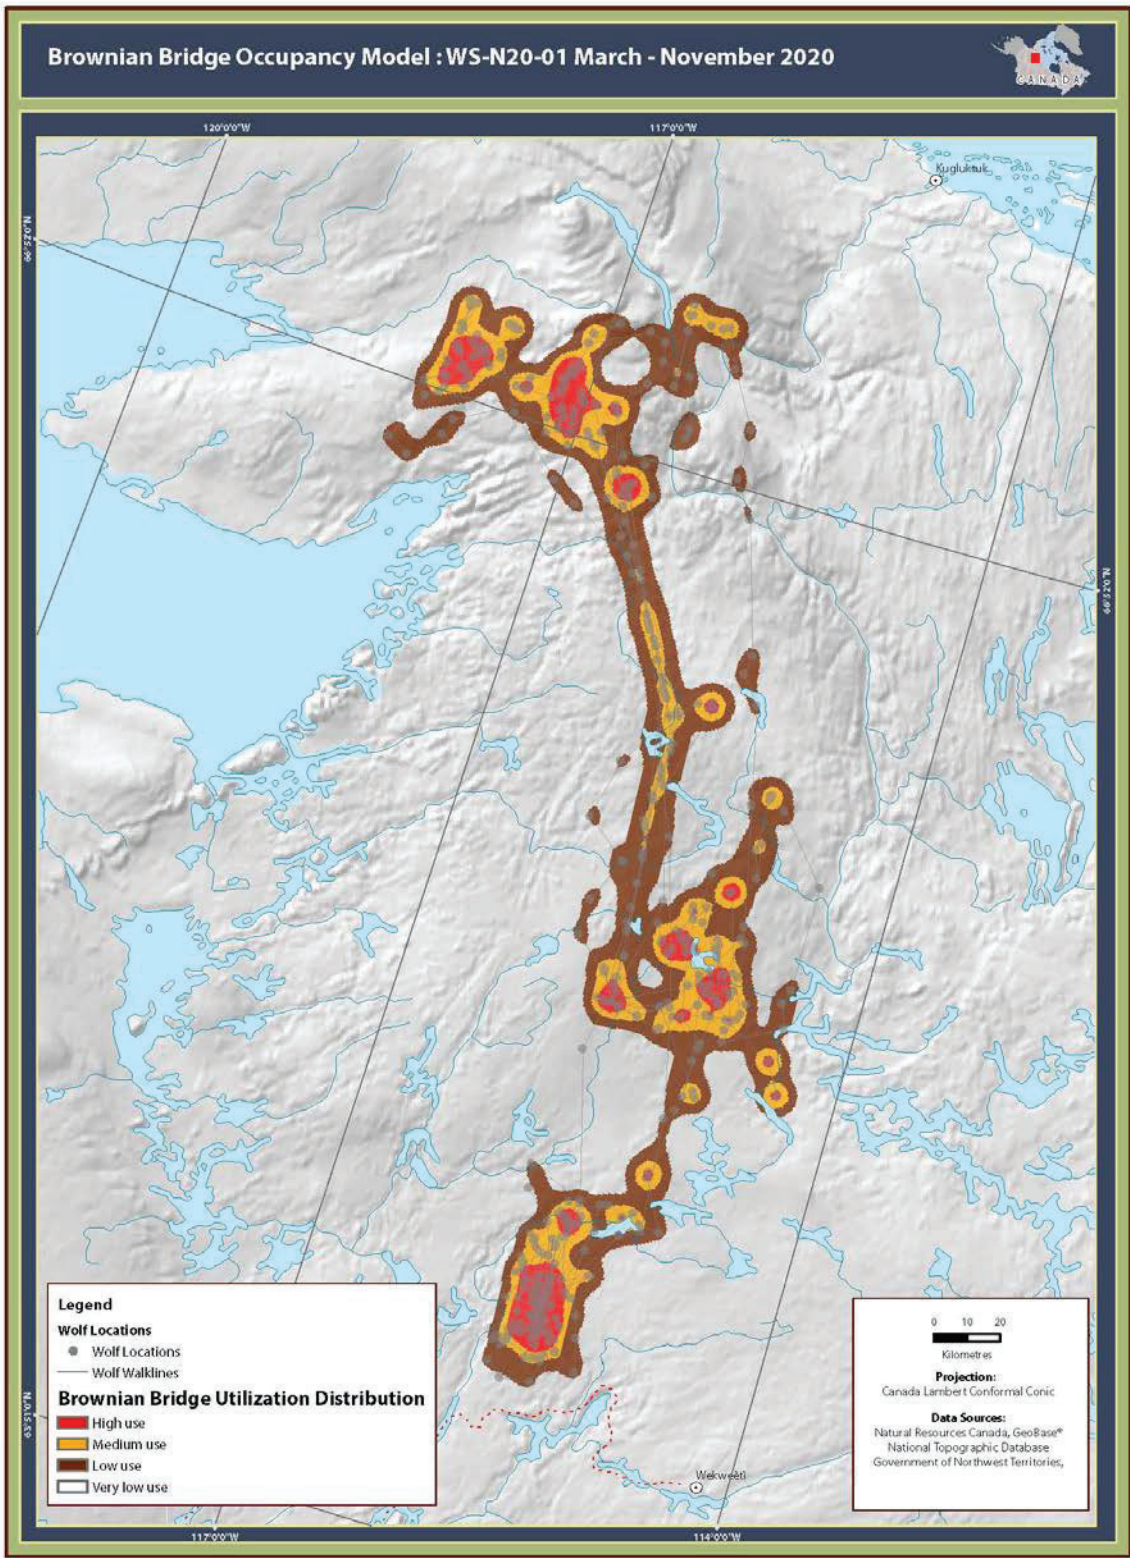 Brownian Bridge Occupancy Model : WS-N20-01 March - November 2020
CANADA
120°0'0"W
117°0'0"W
Kugluktuk
66°52'0"N
66°52'0"N
63°51'0"N
Legend
Wolf Locations
Wolf Locations
Wolf Walklines
Brownian Bridge Utilization Distribution
High use
Medium use
Low use
Very low use
0 10 20
Kilometres
Projection:
Canada Lambert Conformal Conic
Data Sources:
Natural Resources Canada, GeoBase®
National Topographic Database
Government of Northwest Territories,
Wekweètì
117°0'0"W
114°0'0"W